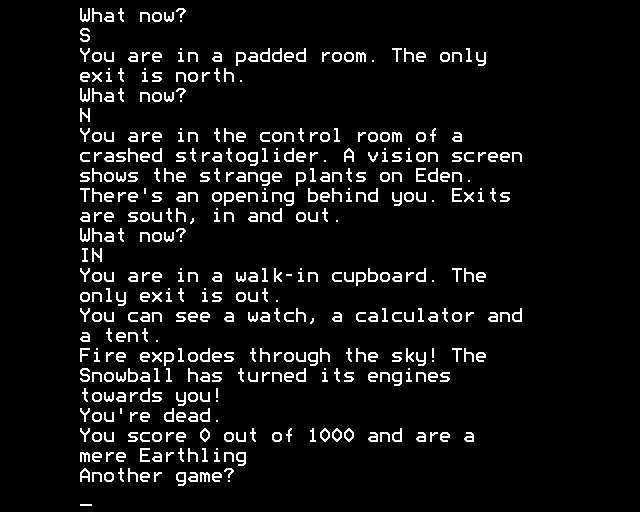 What now?
S
You are in a padded room. The only
exit is north.
What now?
N
You are in the control room of a
crashed stratoglider. A vision screen
shows the strange plants on Eden.
There's an opening behind you. Exits
are south, in and out.
What now?
IN
You are in a walk-in cupboard. The
only exit is out.
You can see a watch, a calculator and
a tent.
Fire explodes through the sky! The
Snowball has turned its engines
towards you!
You're dead.
You score 0 out of 1000 and are a
mere Earthling
Another game?
_